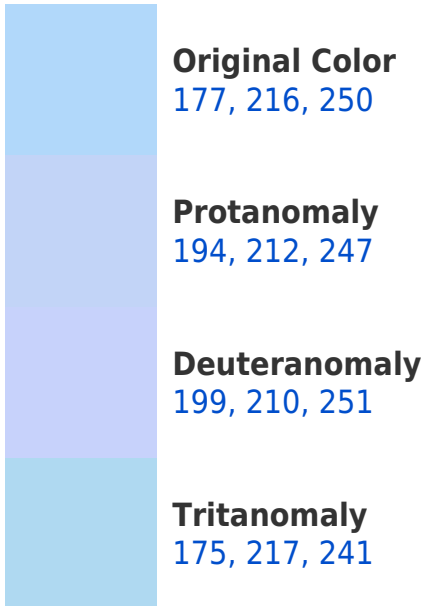 Original Color
177, 216, 250
Protanomaly
194, 212, 247
Deuteranomaly
199, 210, 251
Tritanomaly
175, 217, 241